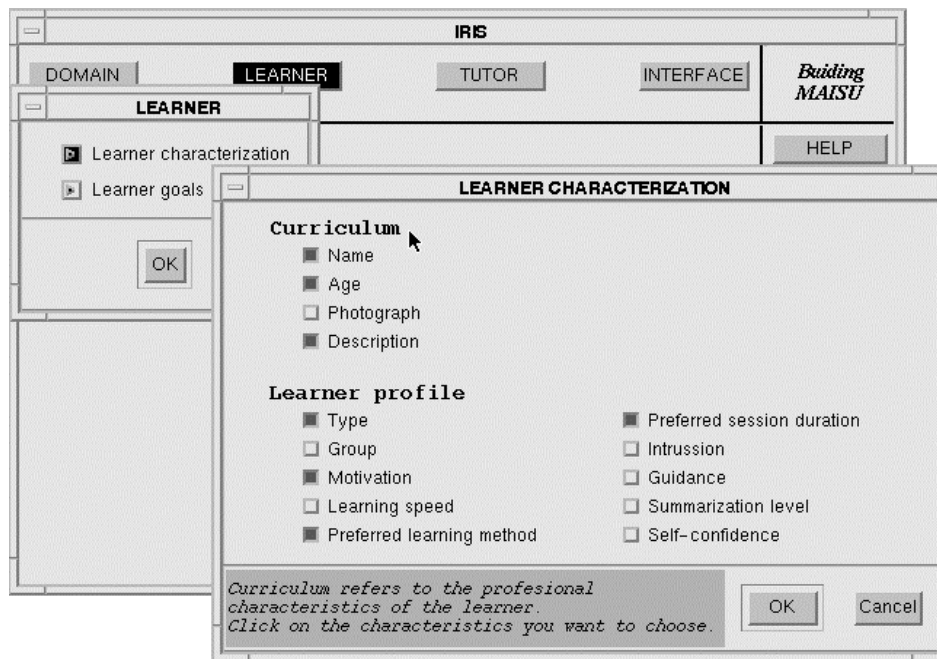 IRIS
DOMAIN
LEARNER
TUTOR
INTERFACE
Buiding
MAISU
HELP
LEARNER
Learner characterization
Learner goals
OK
LEARNER CHARACTERIZATION
Curriculum
Name
Age
Photograph
Description
Learner profile
Type
Group
Motivation
Learning speed
Preferred learning method
Preferred session duration
Intrussion
Guidance
Summarization level
Self-confidence
Curriculum refers to the profesional
characteristics of the learner.
Click on the characteristics you want to choose.
OK
Cancel